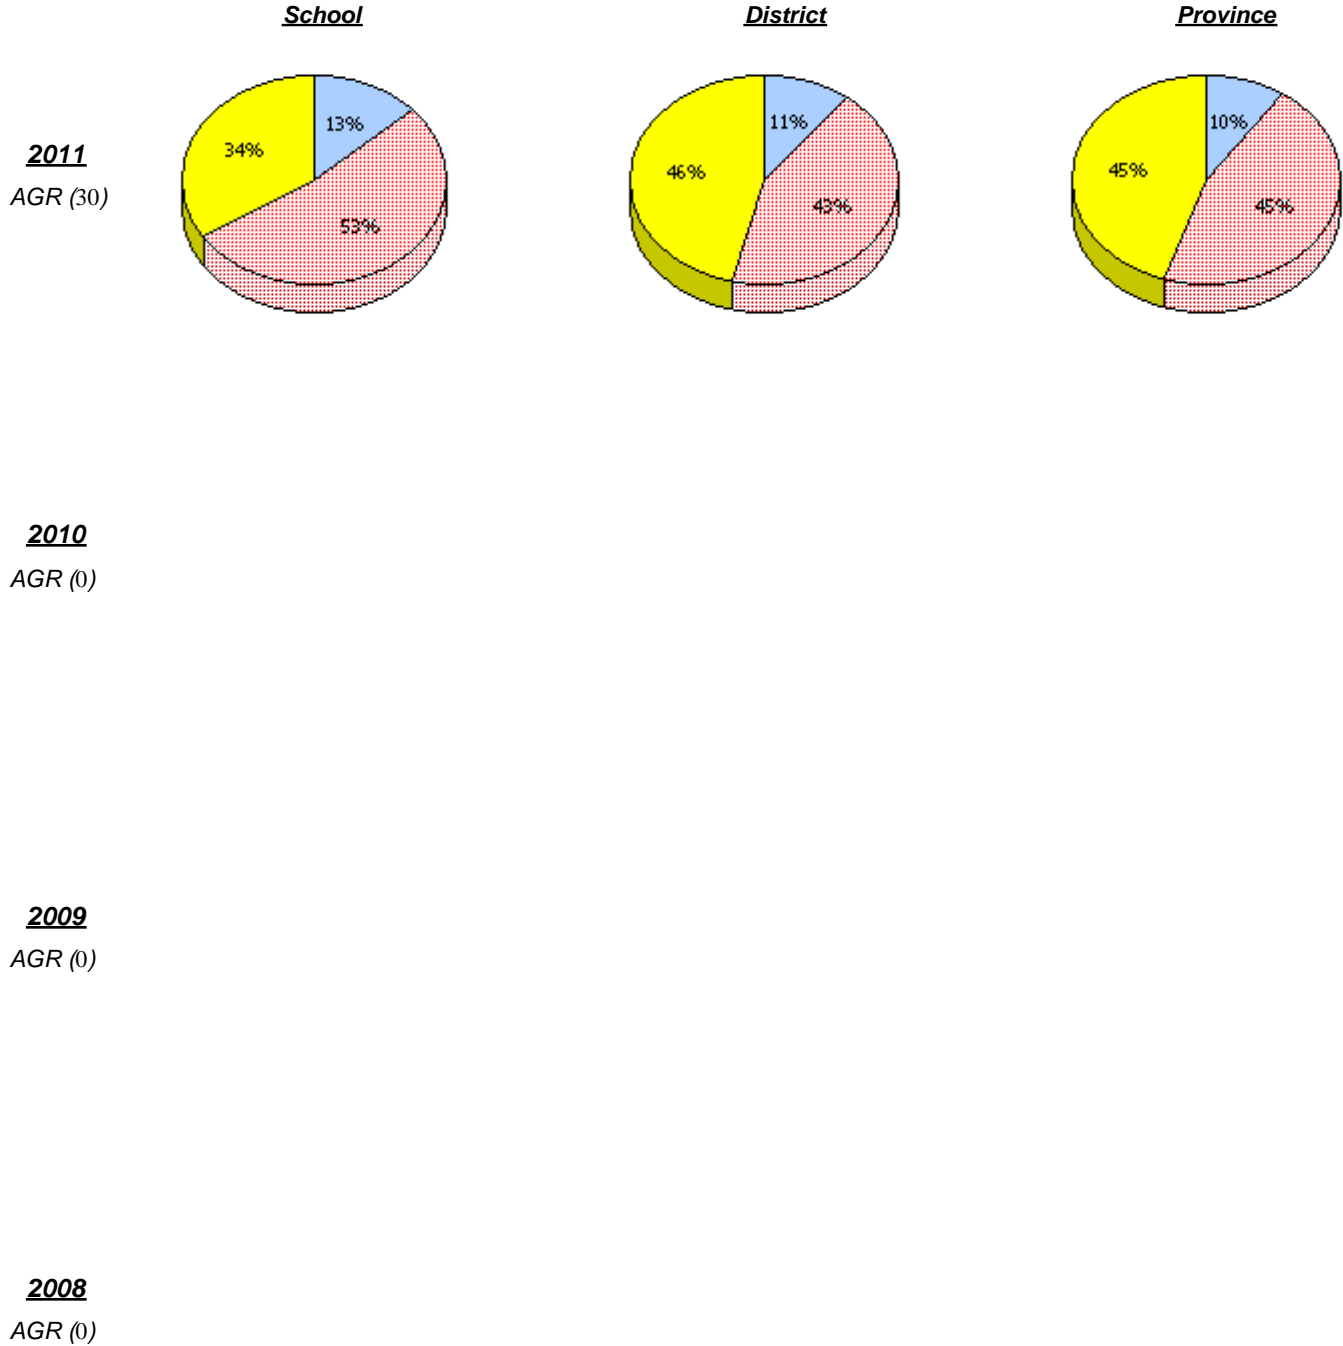 School District Province
13% 11% 10%
34% 46% 45%
53% 43% 45%
2011
AGR (30)
2010
AGR (0)
2009
AGR (0)
2008
AGR (0)